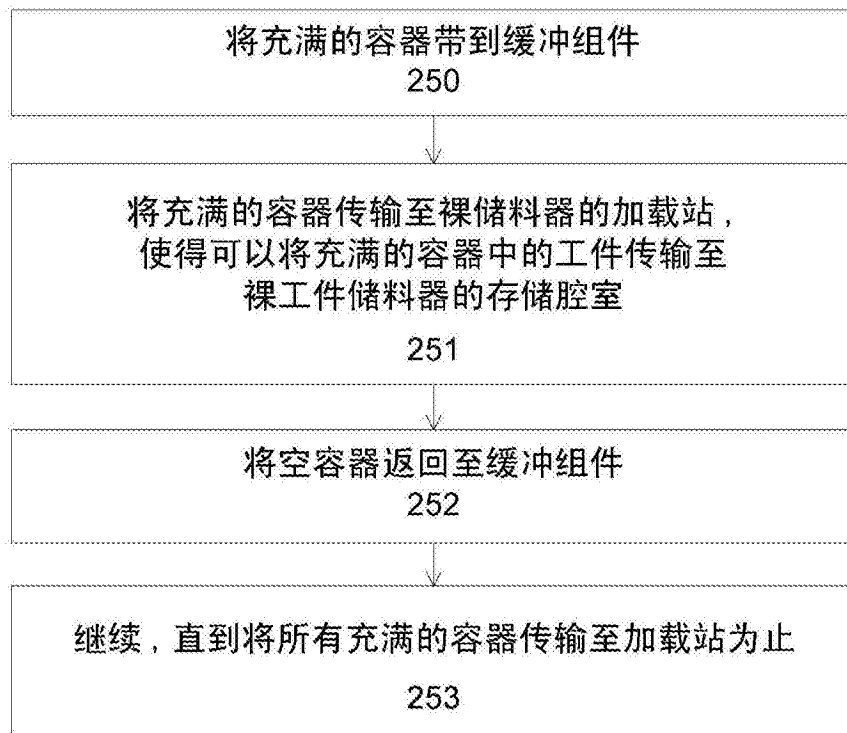 将充满的容器带到缓冲组件
250
将充满的容器传输至裸储料器的加载站，
使得可以将充满的容器中的工件传输至
裸工件储料器的存储腔室
251
将空容器返回至缓冲组件
252
继续，直到将所有充满的容器传输至加载站为止
253